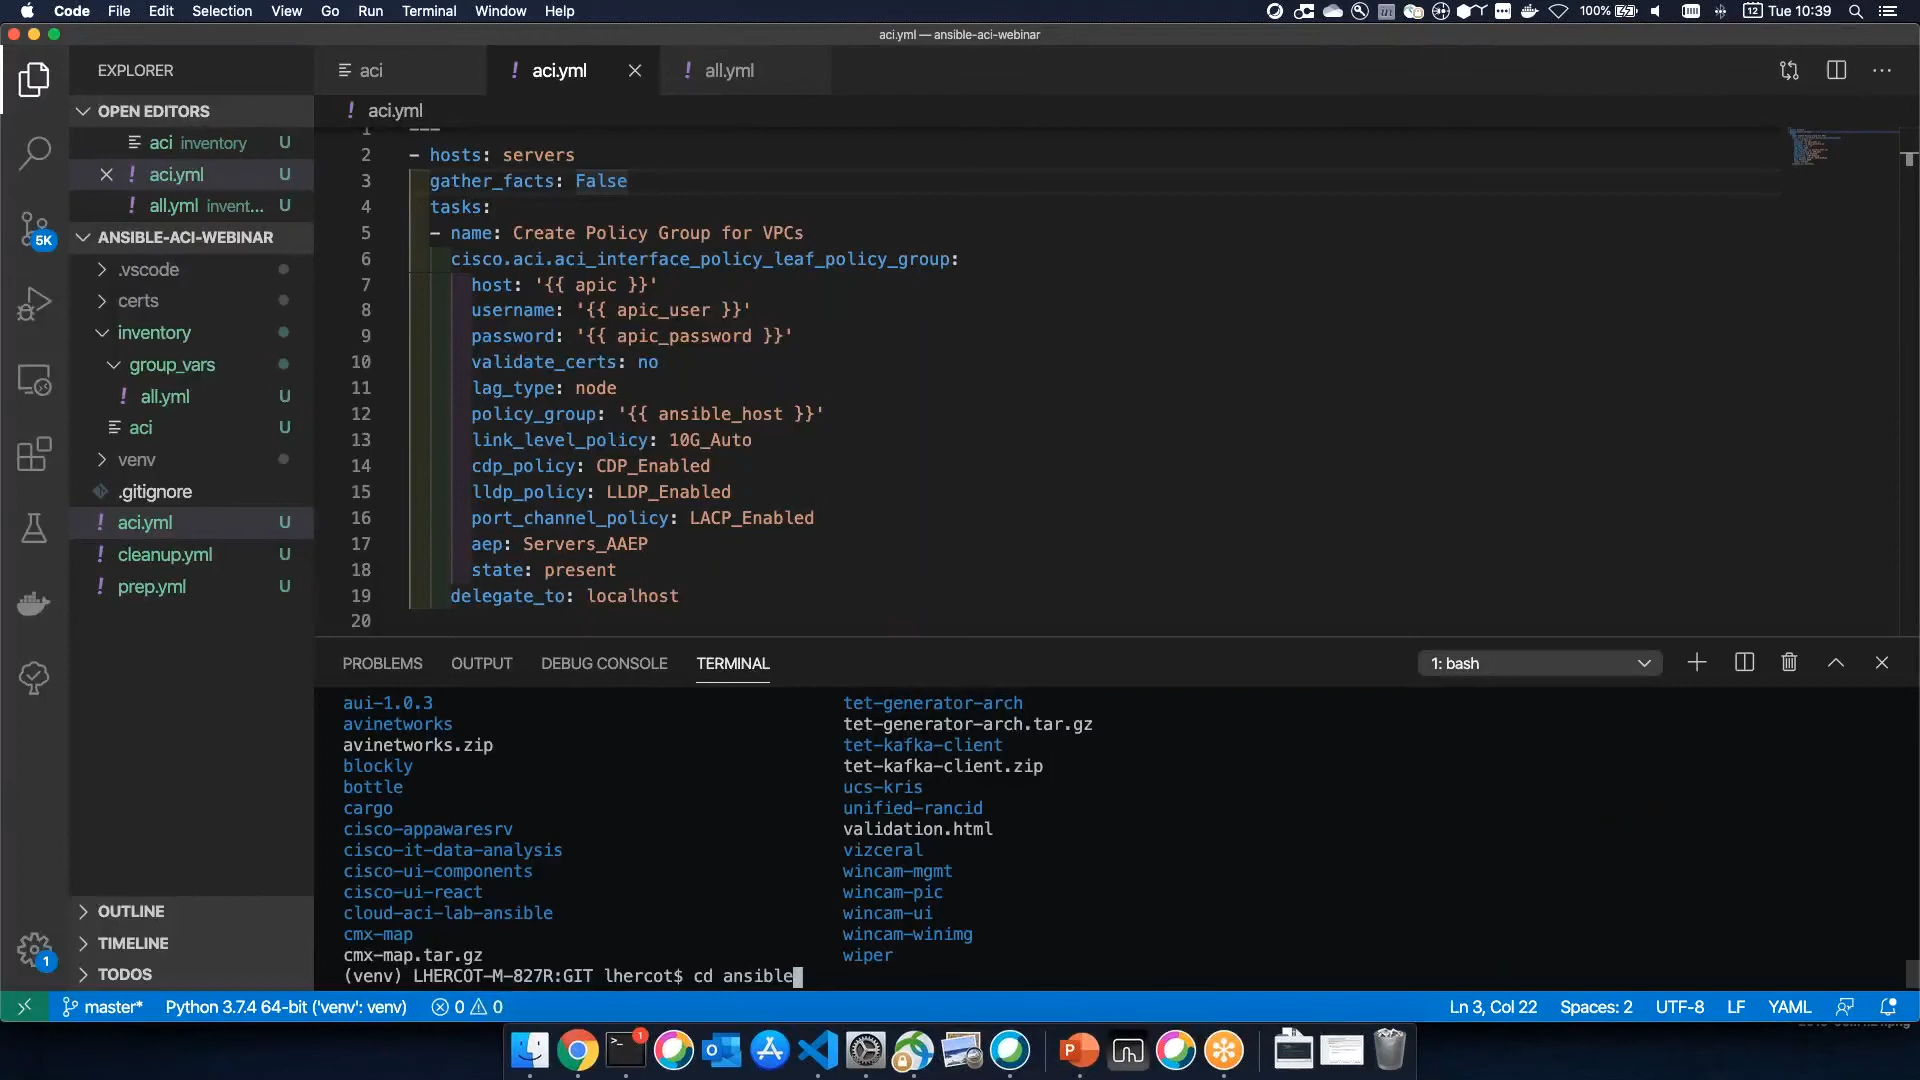 Code File Edit Selection View Go Run Terminal Window Help 100% 12 Tue 10:39
aci.yml — ansible-aci-webinar
EXPLORER
OPEN EDITORS
aci inventory U
aci.yml U
all.yml invent... U
ANSIBLE-ACI-WEBINAR
.vscode
certs
inventory
group_vars
all.yml U
aci U
venv
.gitignore
aci.yml U
cleanup.yml U
prep.yml U
OUTLINE
TIMELINE
TODOS
5K
1
aci
! aci.yml
! all.yml
! aci.yml
1 ---
2 - hosts: servers
3 gather_facts: False
4 tasks:
5 - name: Create Policy Group for VPCs
6 cisco.aci.aci_interface_policy_leaf_policy_group:
7 host: '{{ apic }}'
8 username: '{{ apic_user }}'
9 password: '{{ apic_password }}'
10 validate_certs: no
11 lag_type: node
12 policy_group: '{{ ansible_host }}'
13 link_level_policy: 10G_Auto
14 cdp_policy: CDP_Enabled
15 lldp_policy: LLDP_Enabled
16 port_channel_policy: LACP_Enabled
17 aep: Servers_AAEP
18 state: present
19 delegate_to: localhost
20
PROBLEMS OUTPUT DEBUG CONSOLE TERMINAL 1: bash
aui-1.0.3 tet-generator-arch
avinetworks tet-generator-arch.tar.gz
avinetworks.zip tet-kafka-client
blockly tet-kafka-client.zip
bottle ucs-kris
cargo unified-rancid
cisco-appawaresrv validation.html
cisco-it-data-analysis vizceral
cisco-ui-components wincam-mgmt
cisco-ui-react wincam-pic
cloud-aci-lab-ansible wincam-ui
cmx-map wincam-winimg
cmx-map.tar.gz wiper
(venv) LHERCOT-M-827R:GIT lhercot$ cd ansible
master* Python 3.7.4 64-bit ('venv': venv) 0 0 Ln 3, Col 22 Spaces: 2 UTF-8 LF YAML
1